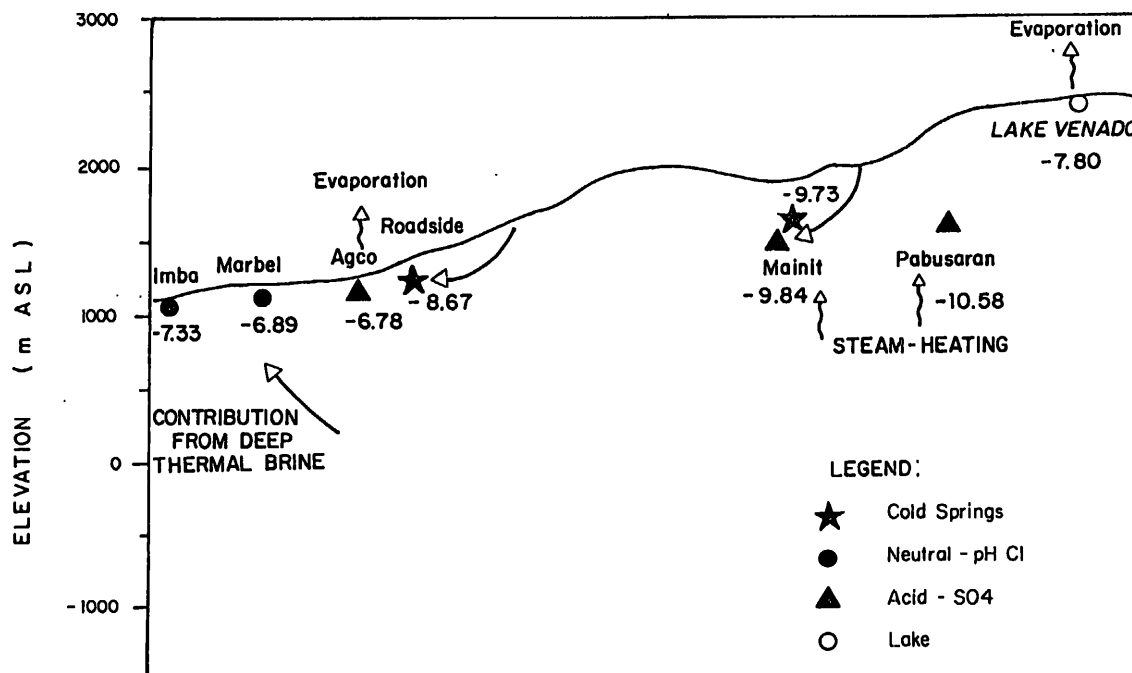 3000
Evaporation
LAKE VENADO
-7.80
2000
Evaporation
-9.73
Roadside
Imba
Marbel
Agco
Mainit
Pabusaran
-9.84
-10.58
-8.67
1000
-7.33
-6.89
-6.78
STEAM-HEATING
ELEVATION (m ASL)
CONTRIBUTION
FROM DEEP
THERMAL BRINE
0
LEGEND:
Cold Springs
Neutral - pH Cl
Acid - SO4
Lake
-1000